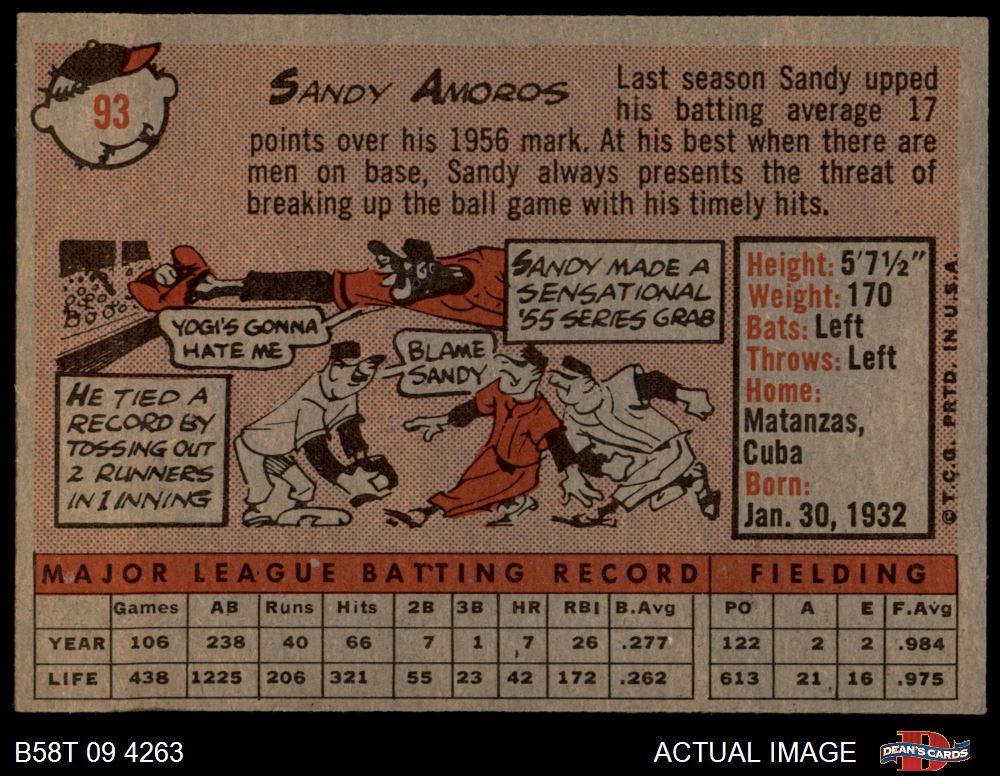 93
SANDY AMOROS
Last season Sandy upped
his batting average 17
points over his 1956 mark. At his best when there are
men on base, Sandy always presents the threat of
breaking up the ball game with his timely hits.
SANDY MADE A
SENSATIONAL
'55 SERIES GRAB
YOGI'S GONNA
HATE ME
BLAME
SANDY
HE TIED A
RECORD BY
TOSSING OUT
2 RUNNERS
IN 1 INNING
Height: 5'7½"
Weight: 170
Bats: Left
Throws: Left
Home:
Matanzas,
Cuba
Born:
Jan. 30, 1932
© T.C.G. PRTD. IN U.S.A.
MAJOR LEAGUE BATTING RECORD FIELDING
Games AB Runs Hits 2B 3B HR RBI B.Avg PO A E F.Avg
YEAR 106 238 40 66 7 1 7 26 .277 122 2 2 .984
LIFE 438 1225 206 321 55 23 42 172 .262 613 21 16 .975
B58T 09 4263
ACTUAL IMAGE
DEAN'S CARDS